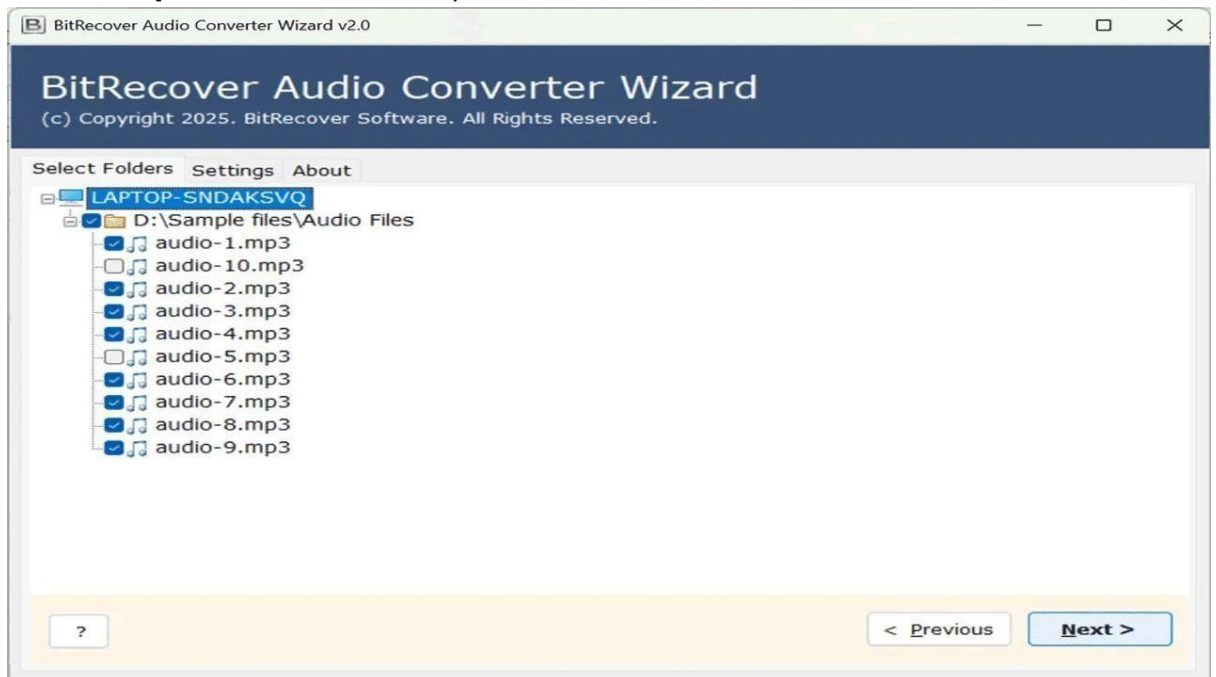 BitRecover Audio Converter Wizard v2.0
BitRecover Audio Converter Wizard
(c) Copyright 2025. BitRecover Software. All Rights Reserved.
Select Folders Settings About
LAPTOP-SNDAKSVQ
D:\Sample files\Audio Files
audio-1.mp3
audio-10.mp3
audio-2.mp3
audio-3.mp3
audio-4.mp3
audio-5.mp3
audio-6.mp3
audio-7.mp3
audio-8.mp3
audio-9.mp3
? < Previous Next >